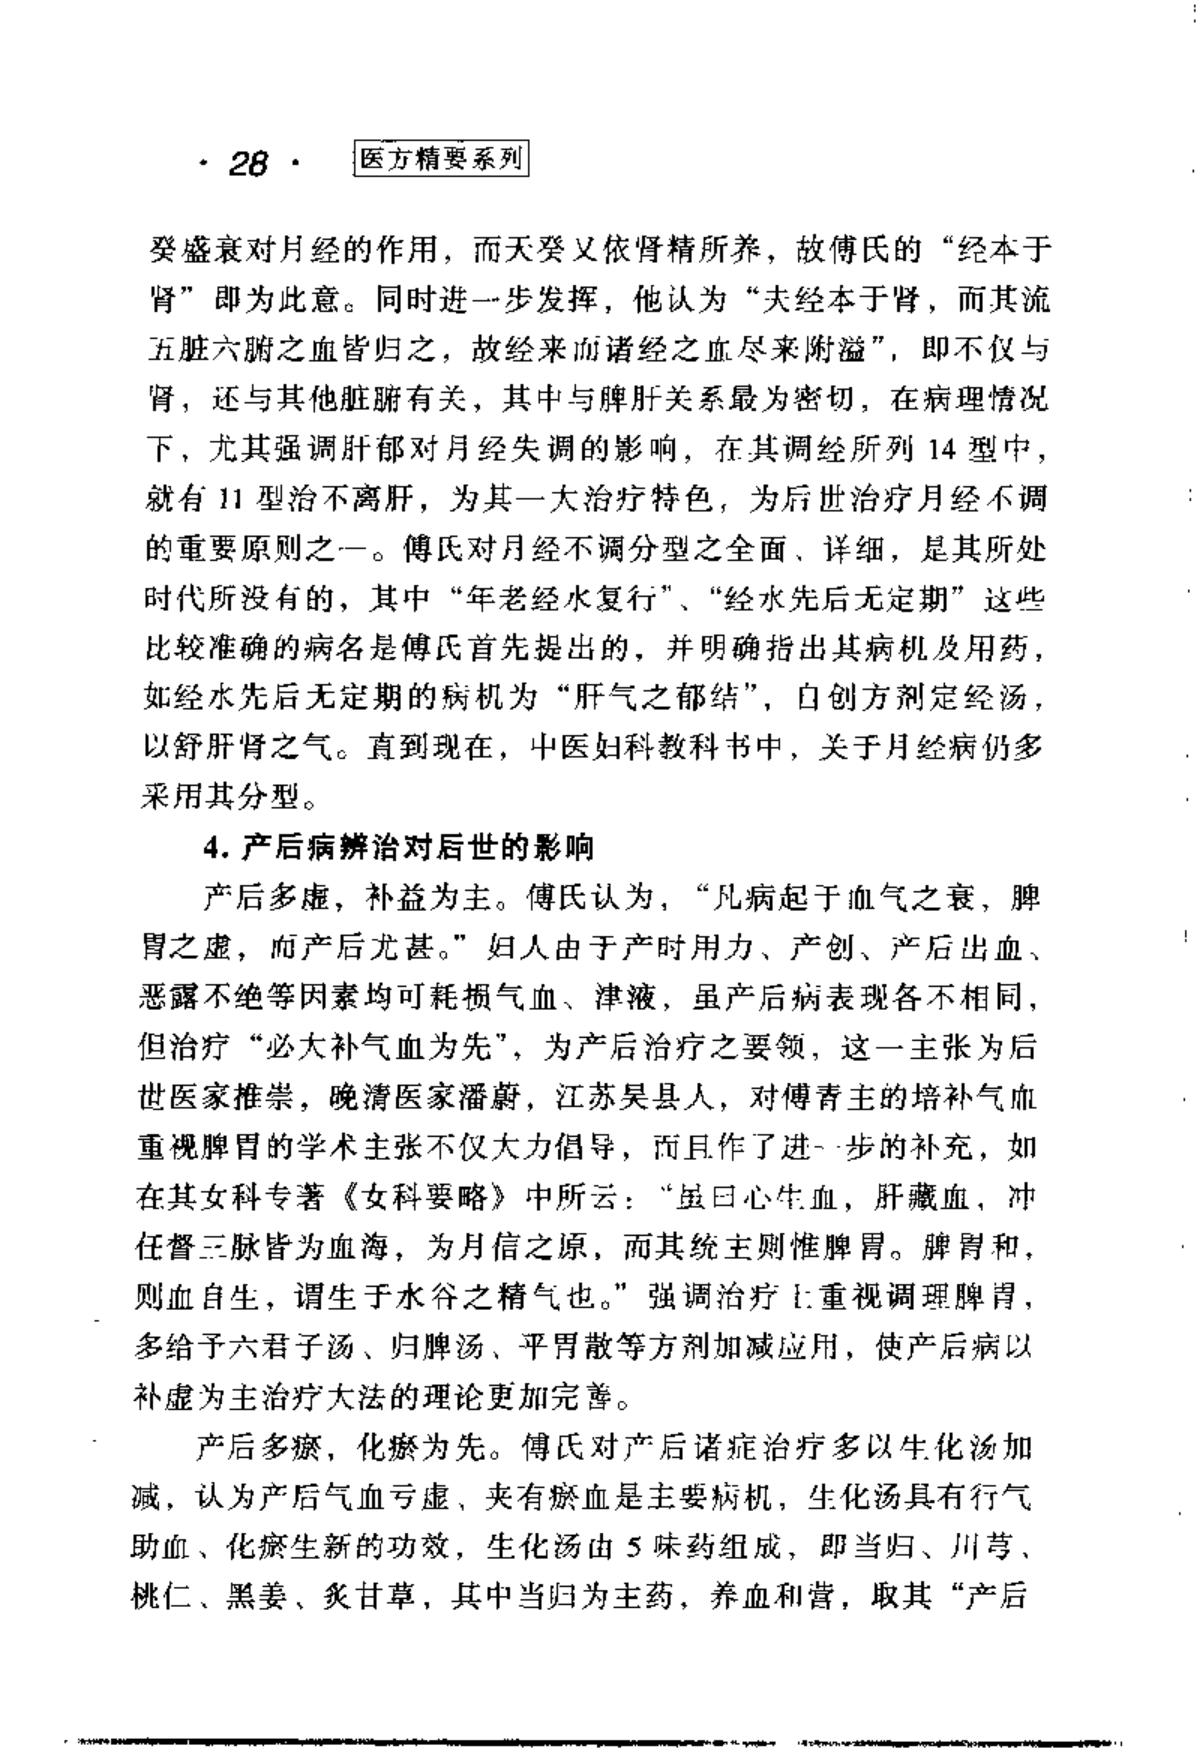 · 28 · 医方精要系列
癸盛衰对月经的作用，而天癸又依肾精所养，故傅氏的“经本于
肾”即为此意。同时进一步发挥，他认为“夫经本于肾，而其流
五脏六腑之血皆归之，故经来而诸经之血尽来附溢”，即不仅与
肾，还与其他脏腑有关，其中与脾肝关系最为密切，在病理情况
下，尤其强调肝郁对月经失调的影响，在其调经所列 14 型中，
就有 11 型治不离肝，为其一大治疗特色，为后世治疗月经不调
的重要原则之一。傅氏对月经不调分型之全面、详细，是其所处
时代所没有的，其中“年老经水复行”、“经水先后无定期”这些
比较准确的病名是傅氏首先提出的，并明确指出其病机及用药，
如经水先后无定期的病机为“肝气之郁结”，自创方剂定经汤，
以舒肝肾之气。直到现在，中医妇科教科书中，关于月经病仍多
采用其分型。
4. 产后病辨治对后世的影响
产后多虚，补益为主。傅氏认为，“凡病起于血气之衰，脾
胃之虚，而产后尤甚。”妇人由于产时用力、产创、产后出血、
恶露不绝等因素均可耗损气血、津液，虽产后病表现各不相同，
但治疗“必大补气血为先”，为产后治疗之要领，这一主张为后
世医家推崇，晚清医家潘蔚，江苏吴县人，对傅青主的培补气血
重视脾胃的学术主张不仅大力倡导，而且作了进一步的补充，如
在其女科专著《女科要略》中所云：“虽曰心生血，肝藏血，冲
任督三脉皆为血海，为月信之原，而其统主则惟脾胃。脾胃和，
则血自生，谓生于水谷之精气也。”强调治疗上重视调理脾胃，
多给予六君子汤、归脾汤、平胃散等方剂加减应用，使产后病以
补虚为主治疗大法的理论更加完善。
产后多瘀，化瘀为先。傅氏对产后诸症治疗多以生化汤加
减，认为产后气血亏虚、夹有瘀血是主要病机，生化汤具有行气
助血、化瘀生新的功效，生化汤由 5 味药组成，即当归、川芎、
桃仁、黑姜、炙甘草，其中当归为主药，养血和营，取其“产后